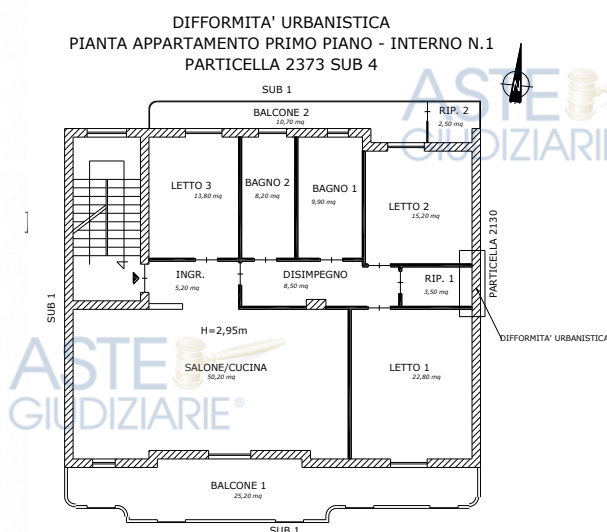 DIFFORMITA' URBANISTICA
PIANTA APPARTAMENTO PRIMO PIANO - INTERNO N.1
PARTICELLA 2373 SUB 4
SUB 1
BALCONE 2
10,70 mq
RIP. 2
2,50 mq
ASTE
GIUDIZIARIE
LETTO 3
13,80 mq
BAGNO 2
8,20 mq
BAGNO 1
9,90 mq
LETTO 2
15,20 mq
PARTICELLA 2130
INGR.
5,20 mq
DISIMPEGNO
8,50 mq
RIP. 1
3,50 mq
SUB 1
H=2,95m
DIFFORMITA' URBANISTICA
SALONE/CUCINA
50,20 mq
LETTO 1
22,80 mq
ASTE
GIUDIZIARIE®
BALCONE 1
25,20 mq
SUB 1